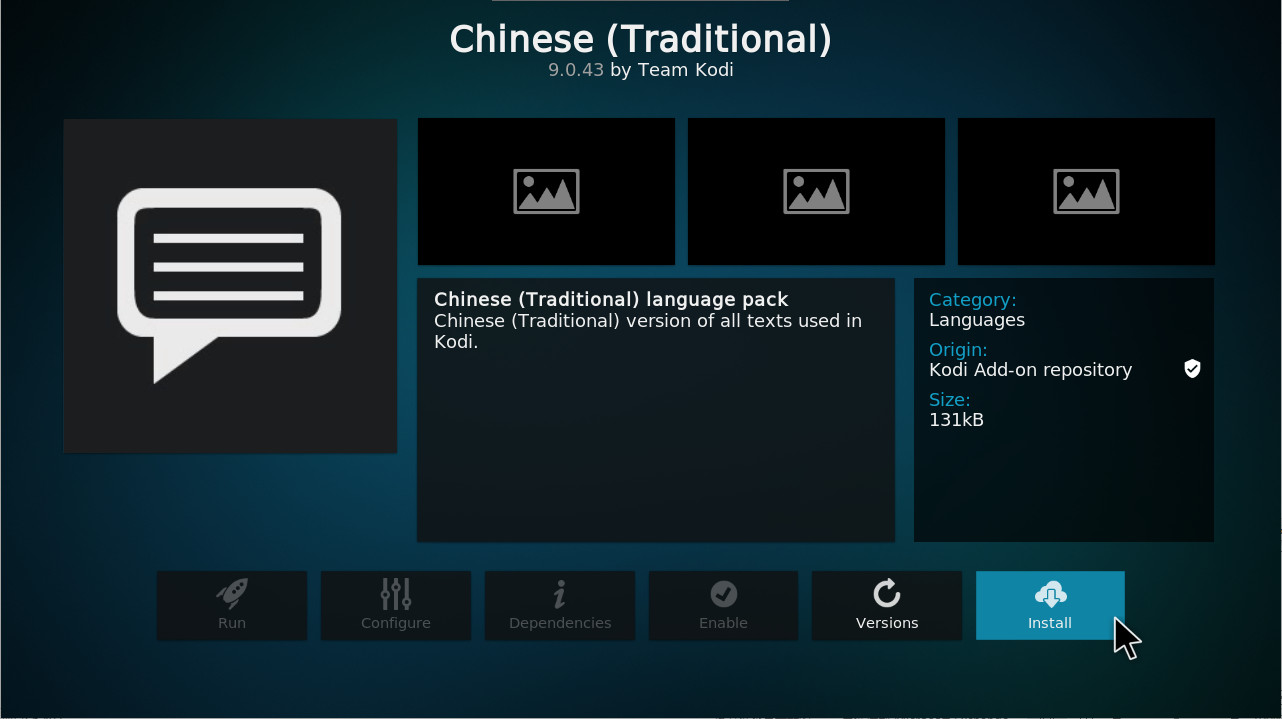 Chinese (Traditional)
9.0.43 by Team Kodi
Chinese (Traditional) language pack
Chinese (Traditional) version of all texts used in
Kodi.
Category:
Languages
Origin:
Kodi Add-on repository
Size:
131kB
Run
Configure
Dependencies
Enable
Versions
Install